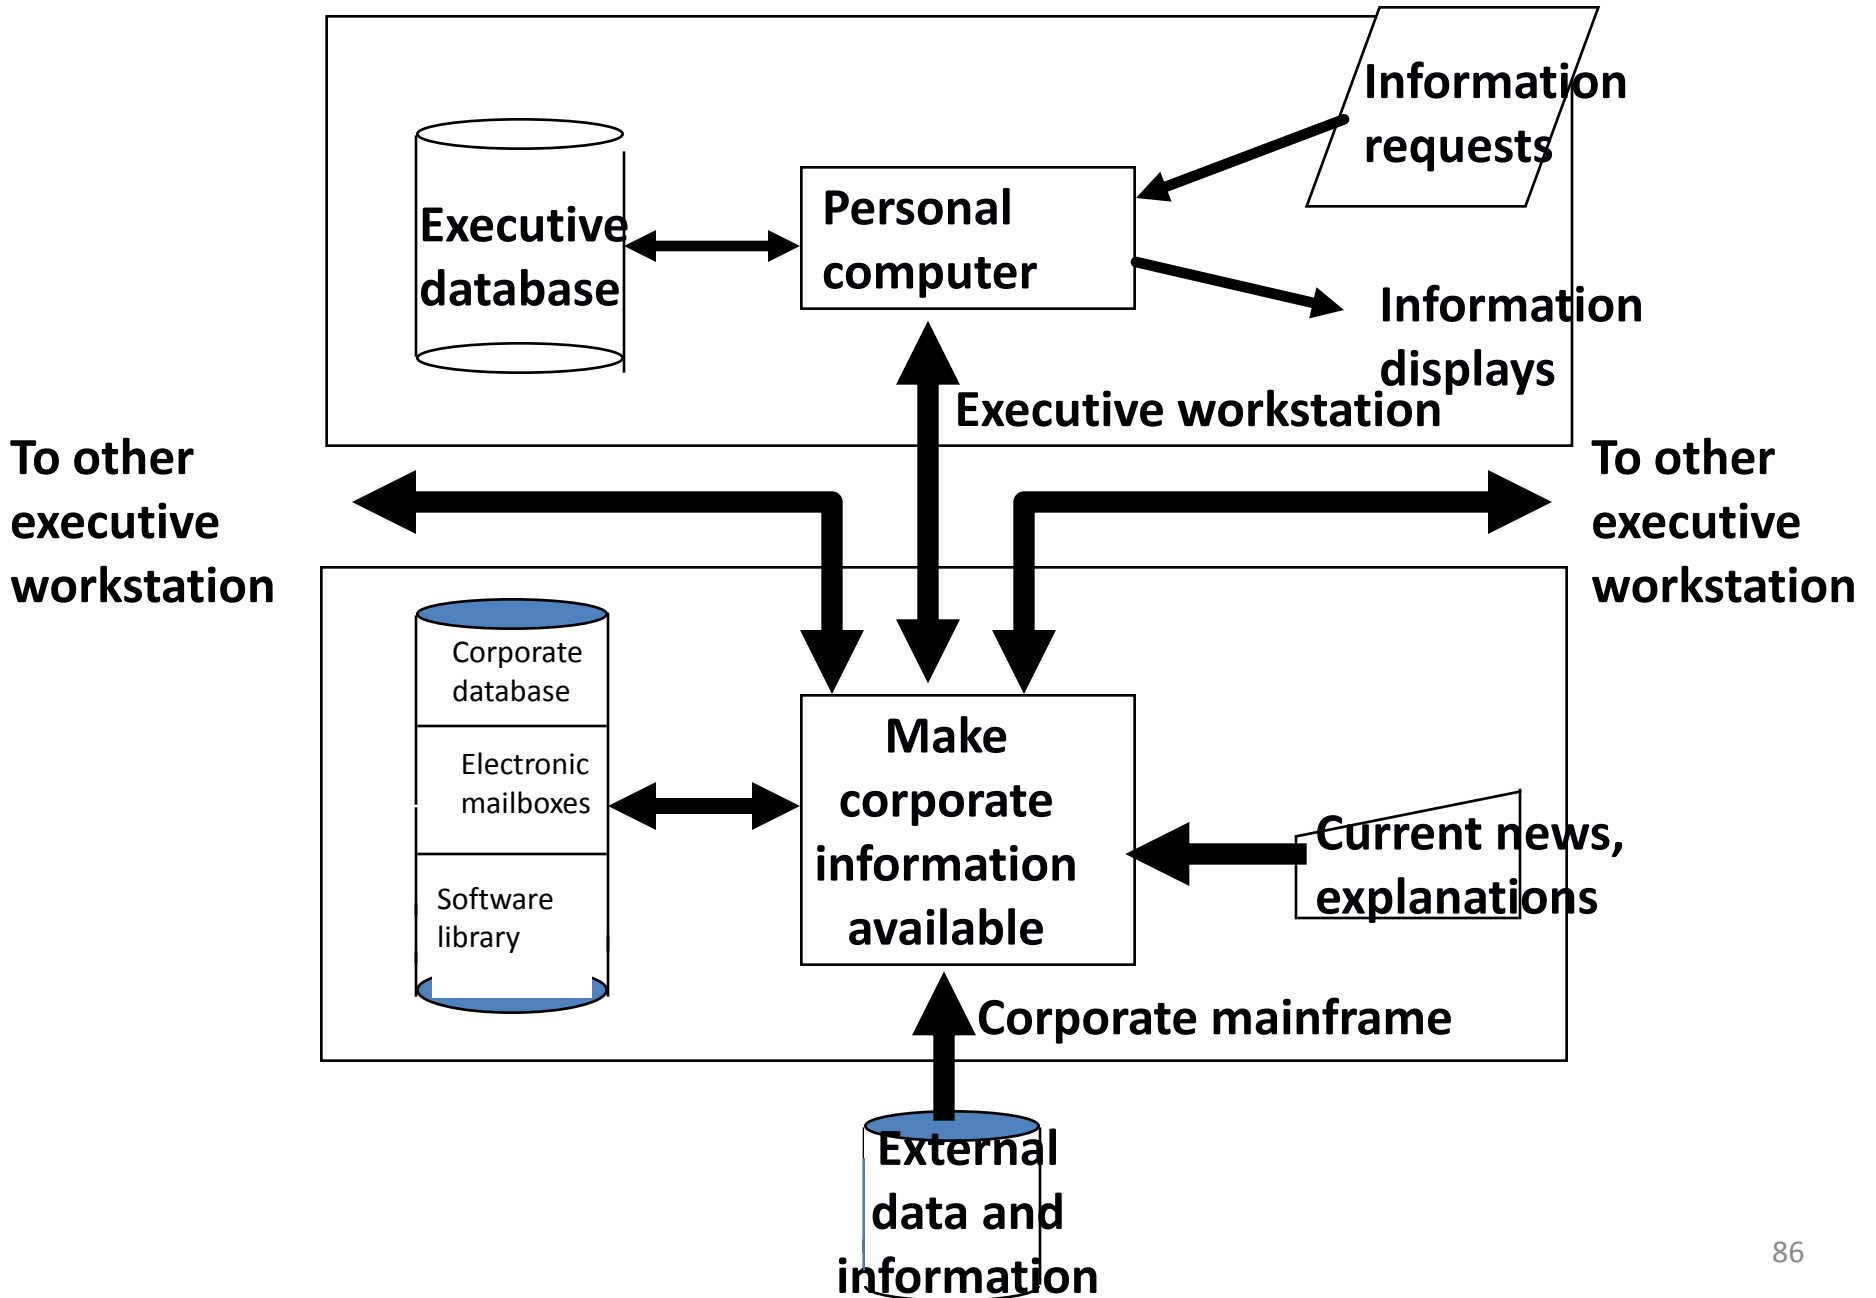 Information
requests
Executive
database
Personal
computer
Information
displays
Executive workstation
To other
executive
workstation
To other
executive
workstation
Corporate
database
Electronic
mailboxes
Software
library
Make
corporate
information
available
Current news,
explanations
Corporate mainframe
External
data and
information
86